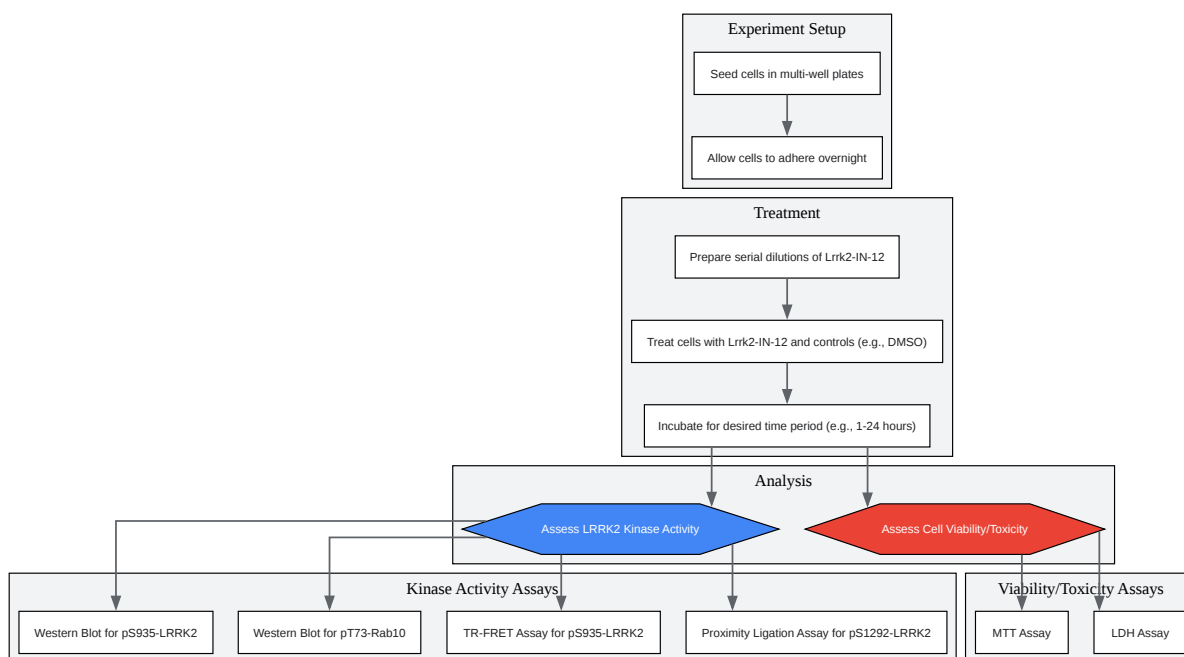 Experiment Setup
Seed cells in multi-well plates
Allow cells to adhere overnight
Treatment
Prepare serial dilutions of Lrrk2-IN-12
Treat cells with Lrrk2-IN-12 and controls (e.g., DMSO)
Incubate for desired time period (e.g., 1-24 hours)
Analysis
Assess LRRK2 Kinase Activity
Assess Cell Viability/Toxicity
Kinase Activity Assays
Western Blot for pS935-LRRK2
Western Blot for pT73-Rab10
TR-FRET Assay for pS935-LRRK2
Proximity Ligation Assay for pS1292-LRRK2
Viability/Toxicity Assays
MTT Assay
LDH Assay